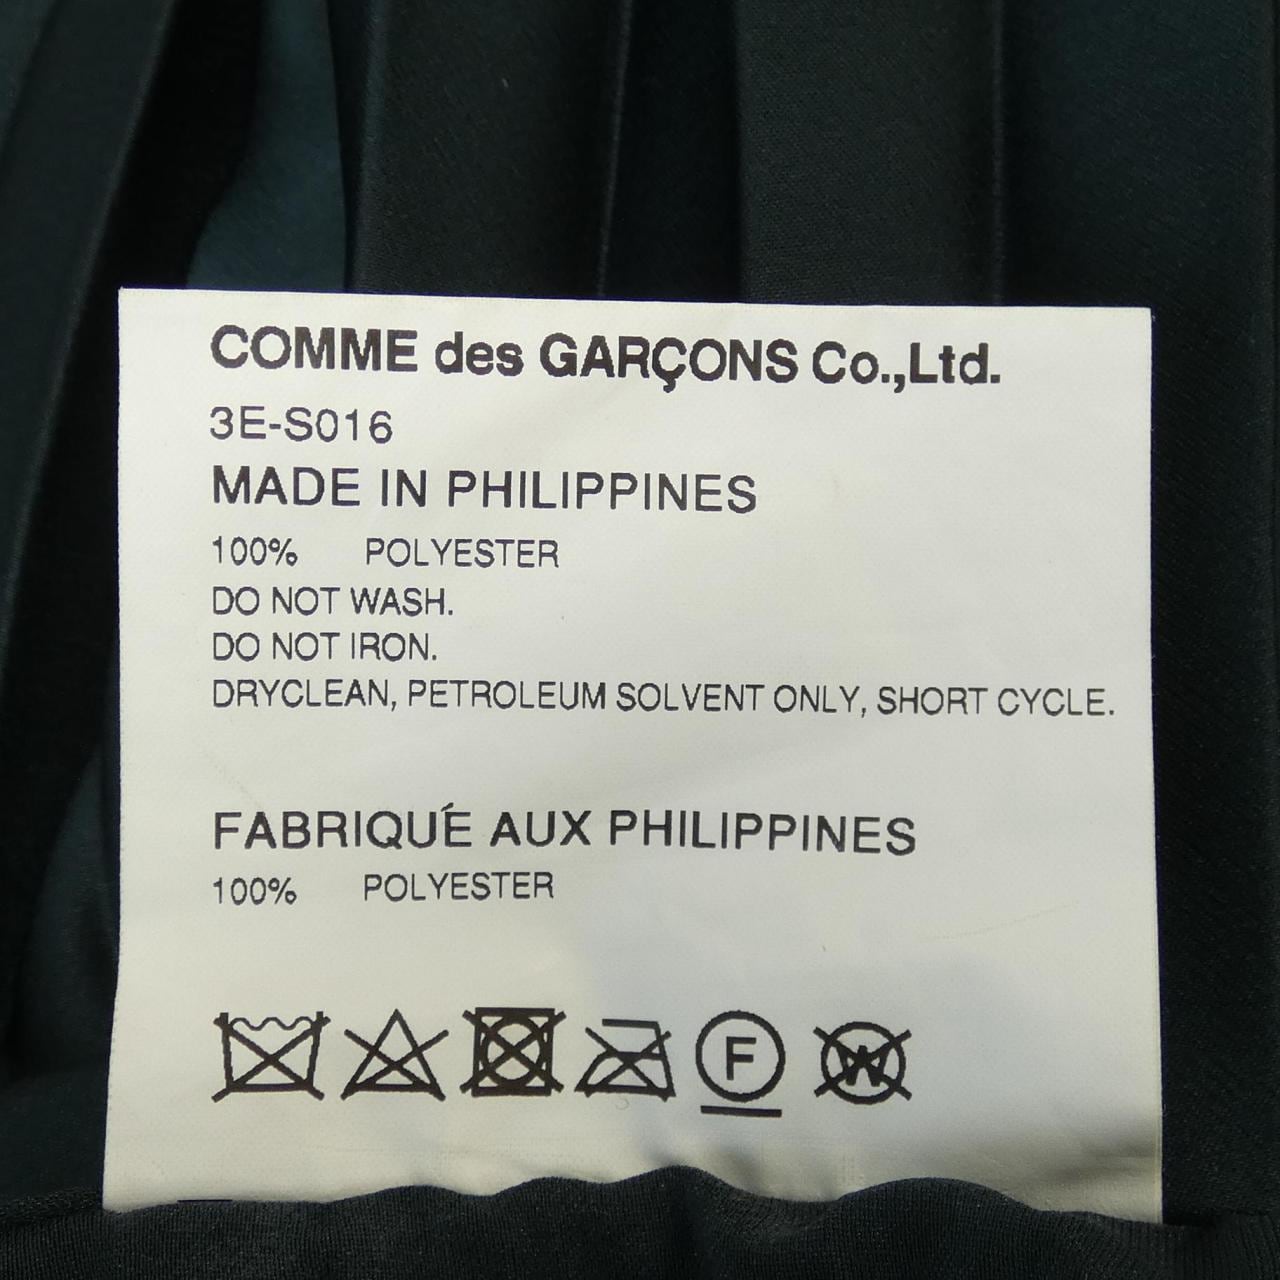 COMME des GARÇONS Co.,Ltd.
3E-S016
MADE IN PHILIPPINES
100% POLYESTER
DO NOT WASH.
DO NOT IRON.
DRYCLEAN, PETROLEUM SOLVENT ONLY, SHORT CYCLE.
FABRIQUÉ AUX PHILIPPINES
100% POLYESTER
F W